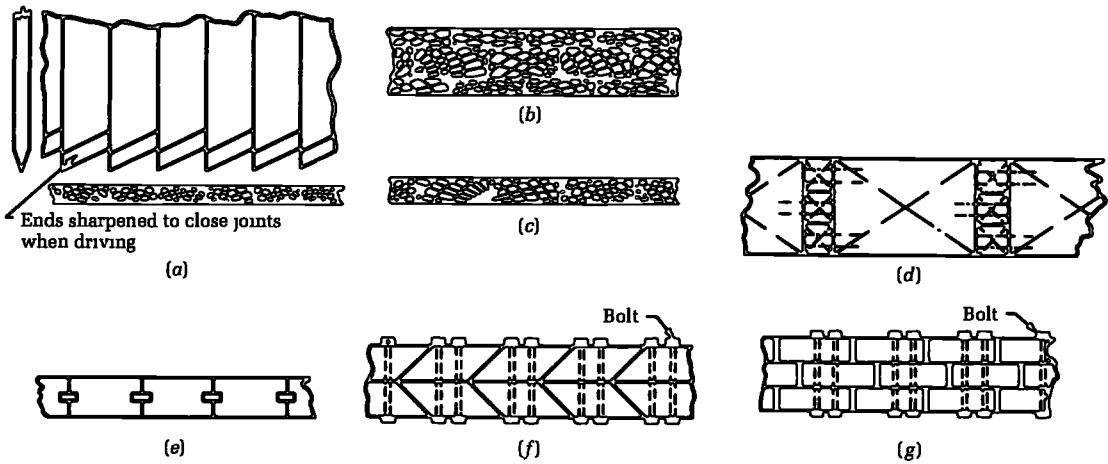 (b)
Ends sharpened to close joints
when driving
(a)
(c)
(d)
Bolt
Bolt
(e)
(f)
(g)